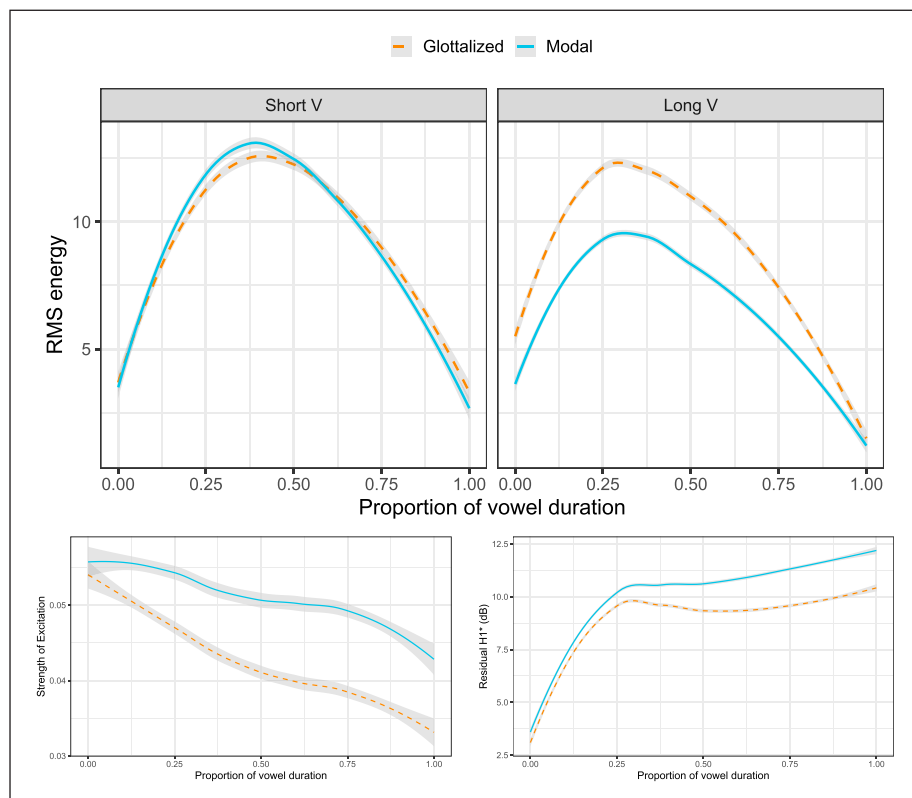 Glottalized Modal
Short V Long V
10
5
RMS energy
0.00 0.25 0.50 0.75 1.00 0.00 0.25 0.50 0.75 1.00
Proportion of vowel duration
0.05
0.04
0.03
Strength of Excitation
0.00 0.25 0.50 0.75 1.00
Proportion of vowel duration
12.5
10.0
7.5
5.0
2.5
Residual H1* (dB)
0.00 0.25 0.50 0.75 1.00
Proportion of vowel duration